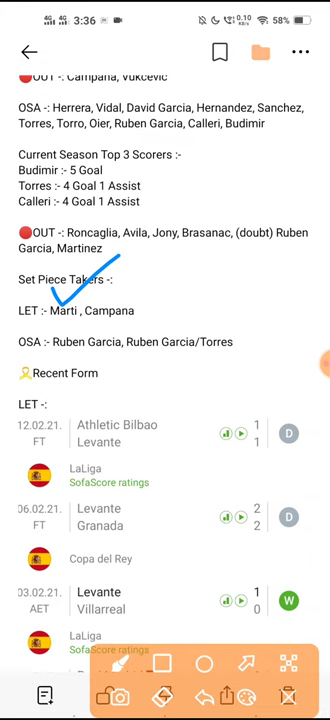 3:36
0.10
KB/s
58%
🔴OUT -: Campana, Vukcevic
OSA -: Herrera, Vidal, David Garcia, Hernandez, Sanchez,
Torres, Torro, Oier, Ruben Garcia, Calleri, Budimir
Current Season Top 3 Scorers :-
Budimir - 5 Goal
Torres :- 4 Goal 1 Assist
Calleri :- 4 Goal 1 Assist
🔴OUT -: Roncaglia, Avila, Jony, Brasanac, (doubt) Ruben
Garcia, Martinez
Set Piece Takers -:
LET :- Marti , Campana
OSA :- Ruben Garcia, Ruben Garcia/Torres
🎗Recent Form
LET -:
12.02.21. Athletic Bilbao 1
FT Levante 1 D
LaLiga
SofaScore ratings
06.02.21. Levante 2
FT Granada 2 D
Copa del Rey
03.02.21. Levante 1
AET Villarreal 0 W
LaLiga
SofaScore ratings